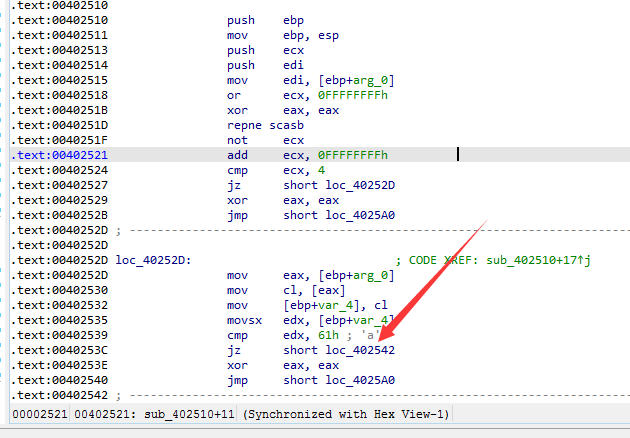 .text:00402510
.text:00402510 push ebp
.text:00402511 mov ebp, esp
.text:00402513 push ecx
.text:00402514 push edi
.text:00402515 mov edi, [ebp+arg_0]
.text:00402518 or ecx, 0FFFFFFFFh
.text:0040251B xor eax, eax
.text:0040251D repne scasb
.text:0040251F not ecx
.text:00402521 add ecx, 0FFFFFFFFh
.text:00402524 cmp ecx, 4
.text:00402527 jz short loc_40252D
.text:00402529 xor eax, eax
.text:0040252B jmp short loc_4025A0
.text:0040252D ; ---------------------------------------------------------------------------
.text:0040252D
.text:0040252D loc_40252D: ; CODE XREF: sub_402510+17↑j
.text:0040252D mov eax, [ebp+arg_0]
.text:00402530 mov cl, [eax]
.text:00402532 mov [ebp+var_4], cl
.text:00402535 movsx edx, [ebp+var_4]
.text:00402539 cmp edx, 61h ; 'a'
.text:0040253C jz short loc_402542
.text:0040253E xor eax, eax
.text:00402540 jmp short loc_4025A0
.text:00402542 ; ---------------------------------------------------------------------------
00002521 00402521: sub_402510+11 (Synchronized with Hex View-1)